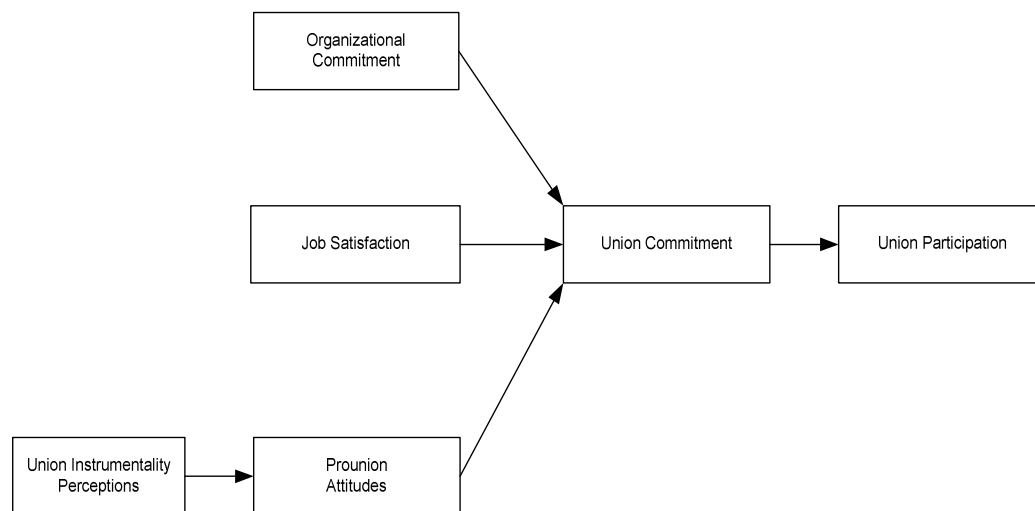 Organizational
Commitment
Job Satisfaction
Union Commitment
Union Participation
Union Instrumentality
Perceptions
Prounion
Attitudes